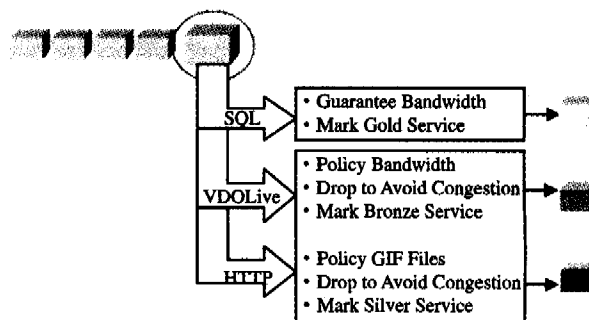 SQL
• Guarantee Bandwidth
• Mark Gold Service
VDOLive
• Policy Bandwidth
• Drop to Avoid Congestion
• Mark Bronze Service
HTTP
• Policy GIF Files
• Drop to Avoid Congestion
• Mark Silver Service